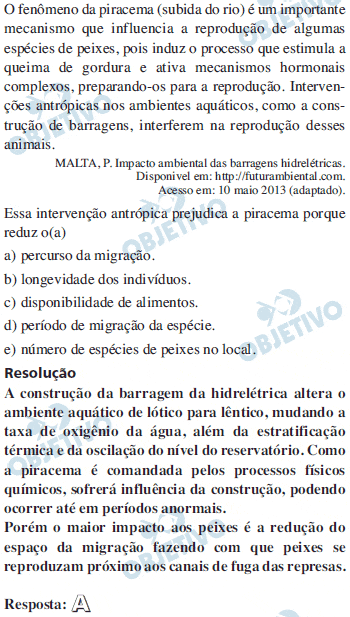 O fenômeno da piracema (subida do rio) é um importante
mecanismo que influencia a reprodução de algumas
espécies de peixes, pois induz o processo que estimula a
queima de gordura e ativa mecanismos hormonais
complexos, preparando-os para a reprodução. Interven-
ções antrópicas nos ambientes aquáticos, como a cons-
trução de barragens, interferem na reprodução desses
animais.
MALTA, P. Impacto ambiental das barragens hidrelétricas.
Disponível em: http://futurambiental.com.
Acesso em: 10 maio 2013 (adaptado).
Essa intervenção antrópica prejudica a piracema porque
reduz o(a)
a) percurso da migração.
b) longevidade dos indivíduos.
c) disponibilidade de alimentos.
d) período de migração da espécie.
e) número de espécies de peixes no local.
Resolução
A construção da barragem da hidrelétrica altera o
ambiente aquático de lótico para lêntico, mudando a
taxa de oxigênio da água, além da estratificação
térmica e da oscilação do nível do reservatório. Como
a piracema é comandada pelos processos físicos
químicos, sofrerá influência da construção, podendo
ocorrer até em períodos anormais.
Porém o maior impacto aos peixes é a redução do
espaço da migração fazendo com que peixes se
reproduzam próximo aos canais de fuga das represas.
Resposta: A
OBJETIVO
OBJETIVO
OBJETIVO
OBJETIVO
OBJETIVO
OBJETIVO
OBJETIVO